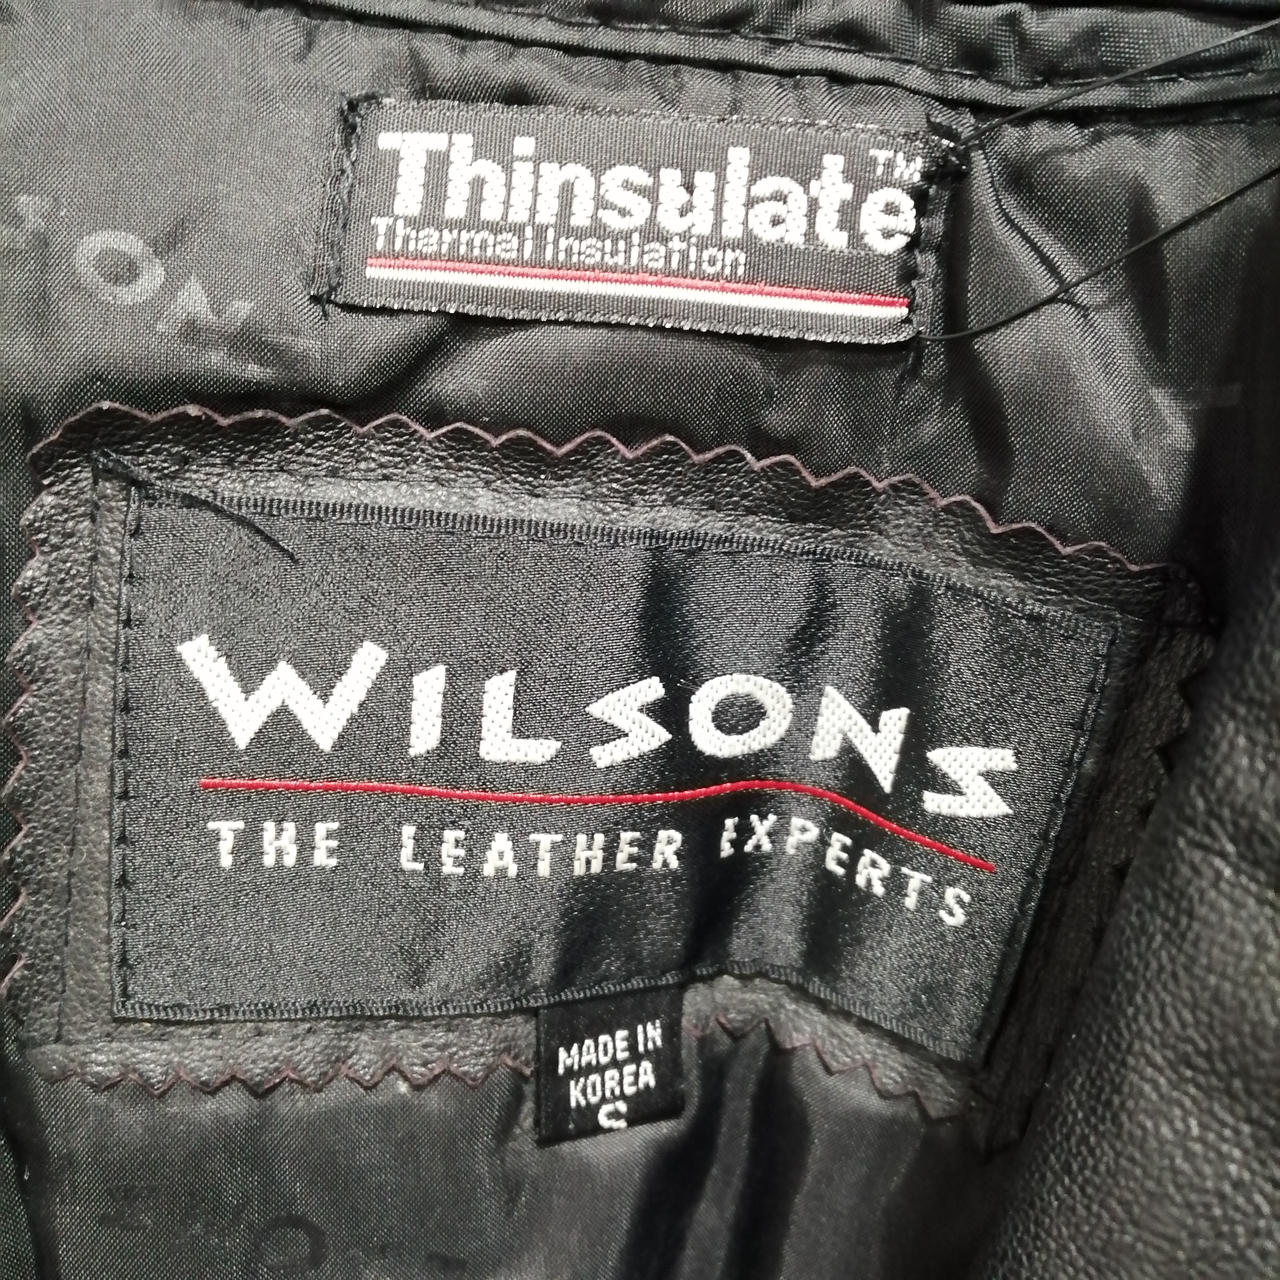 Thinsulate™
Thermal Insulation
WILSONS
THE LEATHER EXPERTS
MADE IN
KOREA